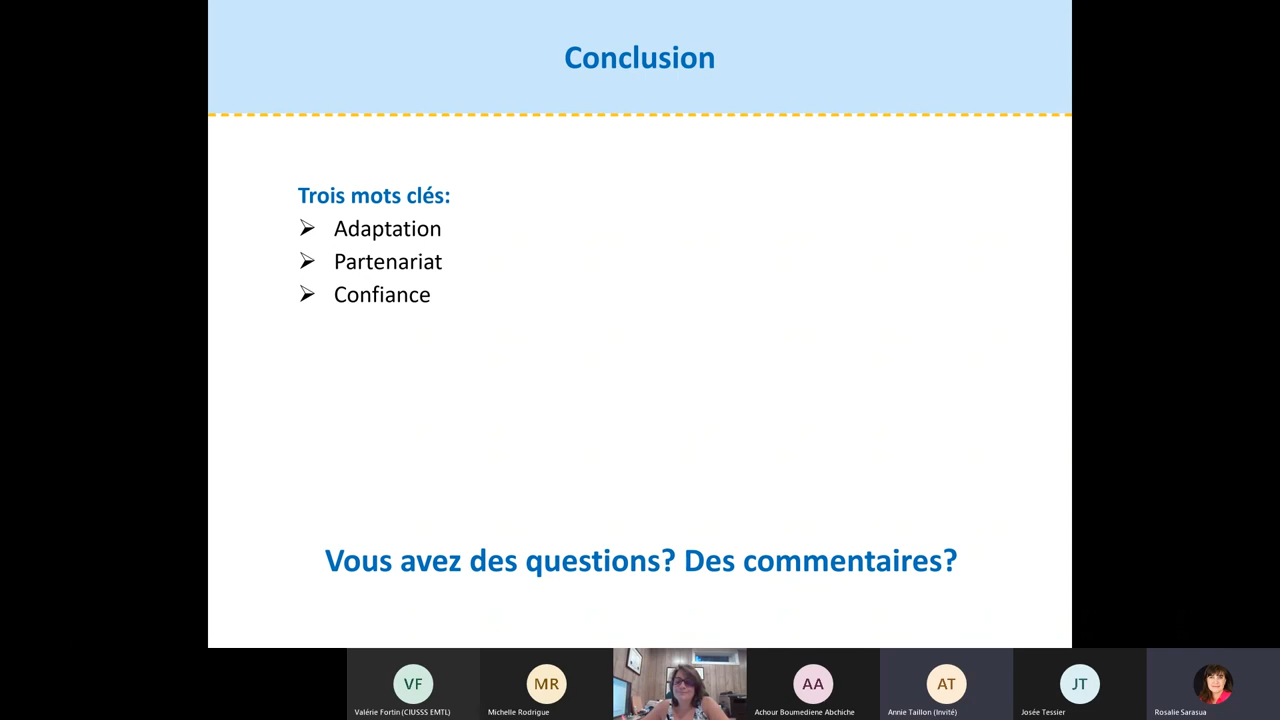 Conclusion
Trois mots clés:
Adaptation
Partenariat
Confiance
Vous avez des questions? Des commentaires?
VF
MR
AA
AT
JT
Valérie Fortin (CIUSSS EMTL)
Michelle Rodrigue
Achour Boumediene Abchiche
Annie Taillon (Invité)
Josée Tessier
Rosalie Sarasua